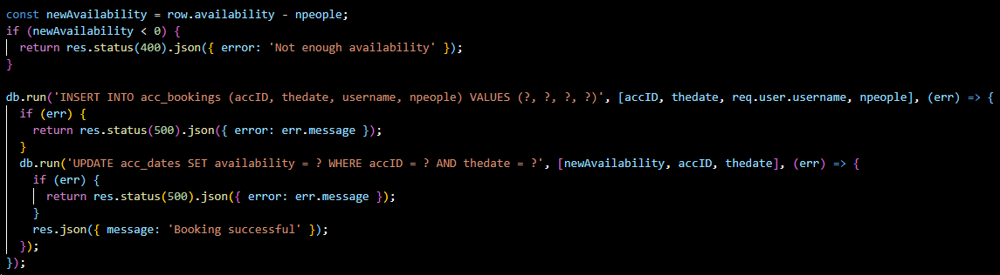 const newAvailability = row.availability - npeople;
if (newAvailability < 0) {
  return res.status(400).json({ error: 'Not enough availability' });
}

db.run('INSERT INTO acc_bookings (accID, thedate, username, npeople) VALUES (?, ?, ?, ?)', [accID, thedate, req.user.username, npeople], (err) => {
  if (err) {
    return res.status(500).json({ error: err.message });
  }
  db.run('UPDATE acc_dates SET availability = ? WHERE accID = ? AND thedate = ?', [newAvailability, accID, thedate], (err) => {
    if (err) {
      return res.status(500).json({ error: err.message });
    }
    res.json({ message: 'Booking successful' });
  });
});